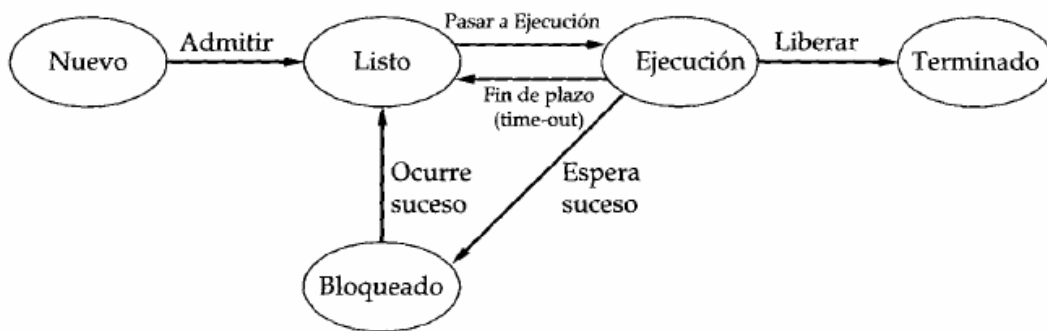 Pasar a Ejecución
Admitir
Liberar
Nuevo
Listo
Ejecución
Terminado
Fin de plazo
(time-out)
Ocurre
suceso
Espera
suceso
Bloqueado